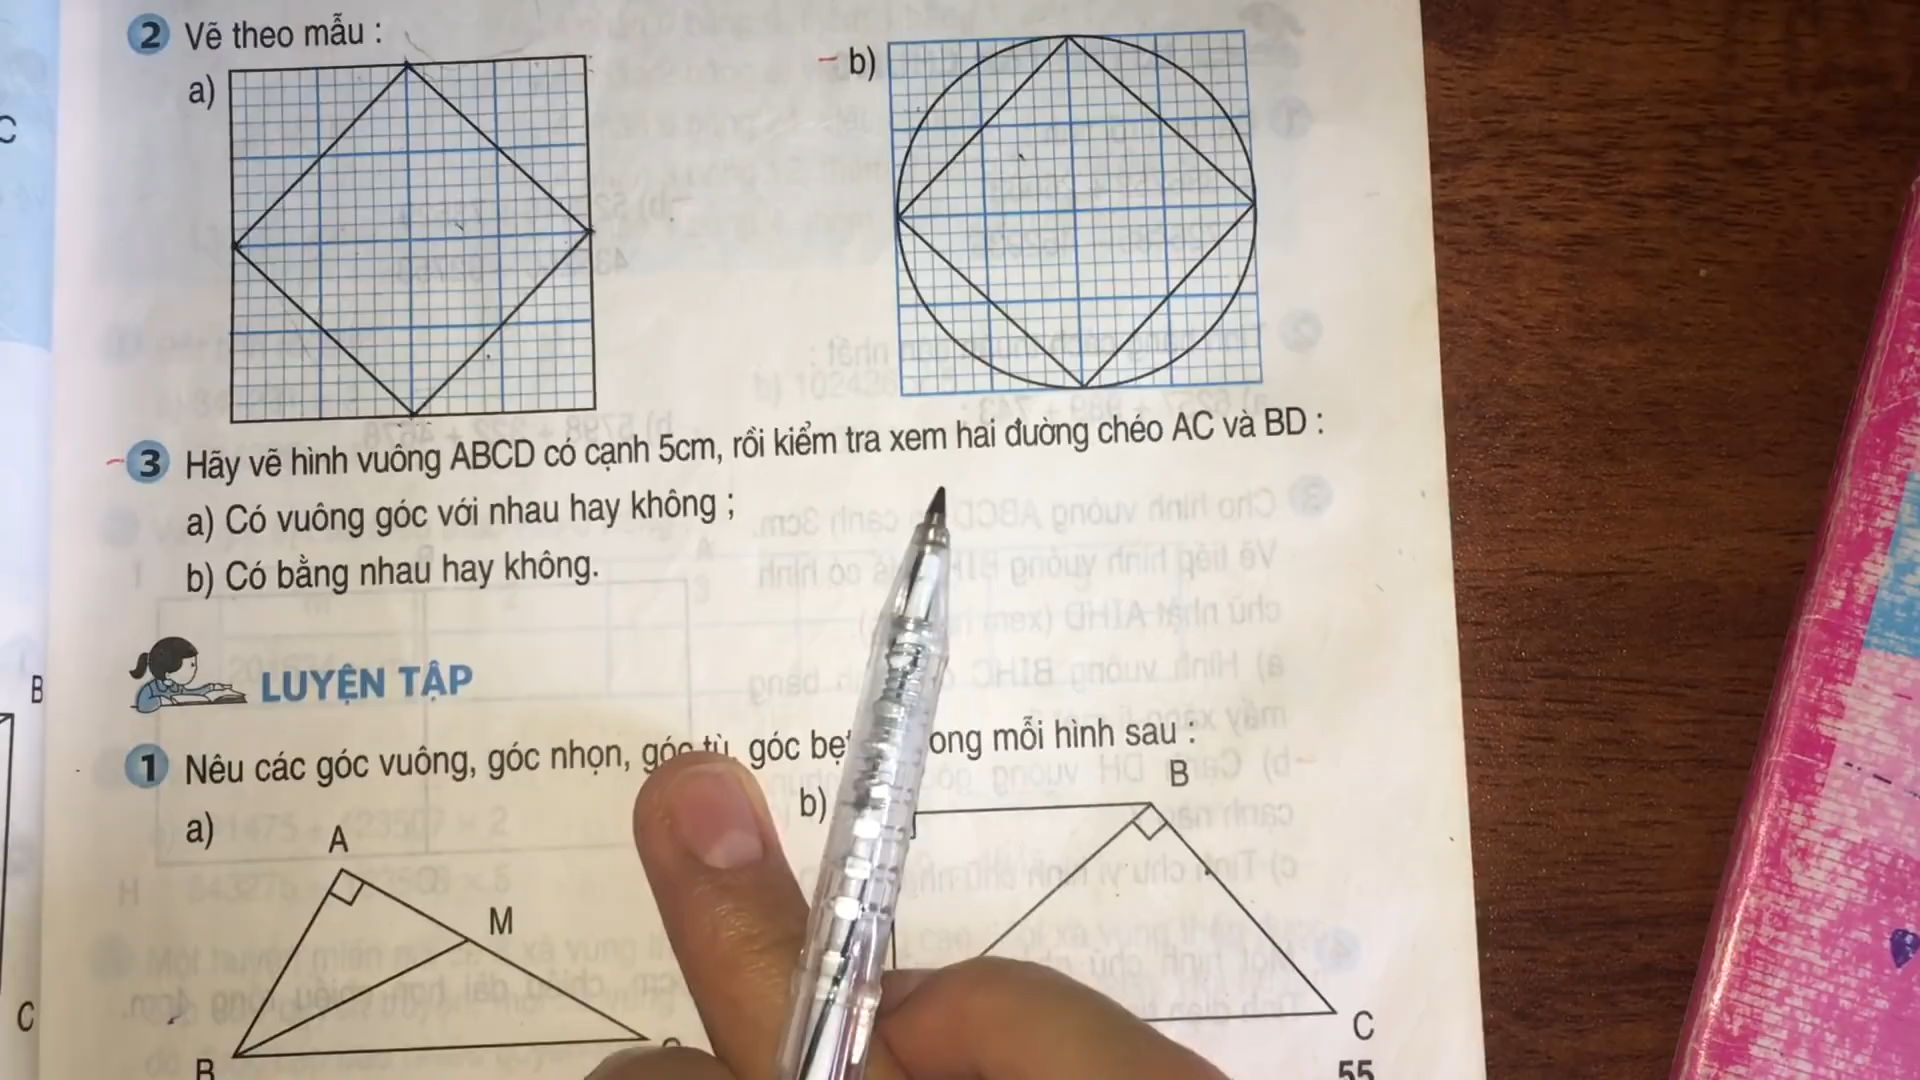 2 Vẽ theo mẫu :
a)
b)
3 Hãy vẽ hình vuông ABCD có cạnh 5cm, rồi kiểm tra xem hai đường chéo AC và BD :
a) Có vuông góc với nhau hay không ;
b) Có bằng nhau hay không.
LUYỆN TẬP
1 Nêu các góc vuông, góc nhọn, góc tù, góc mỗi hình sau :
a)
A
M
B
b)
B
C
55
C
B
C